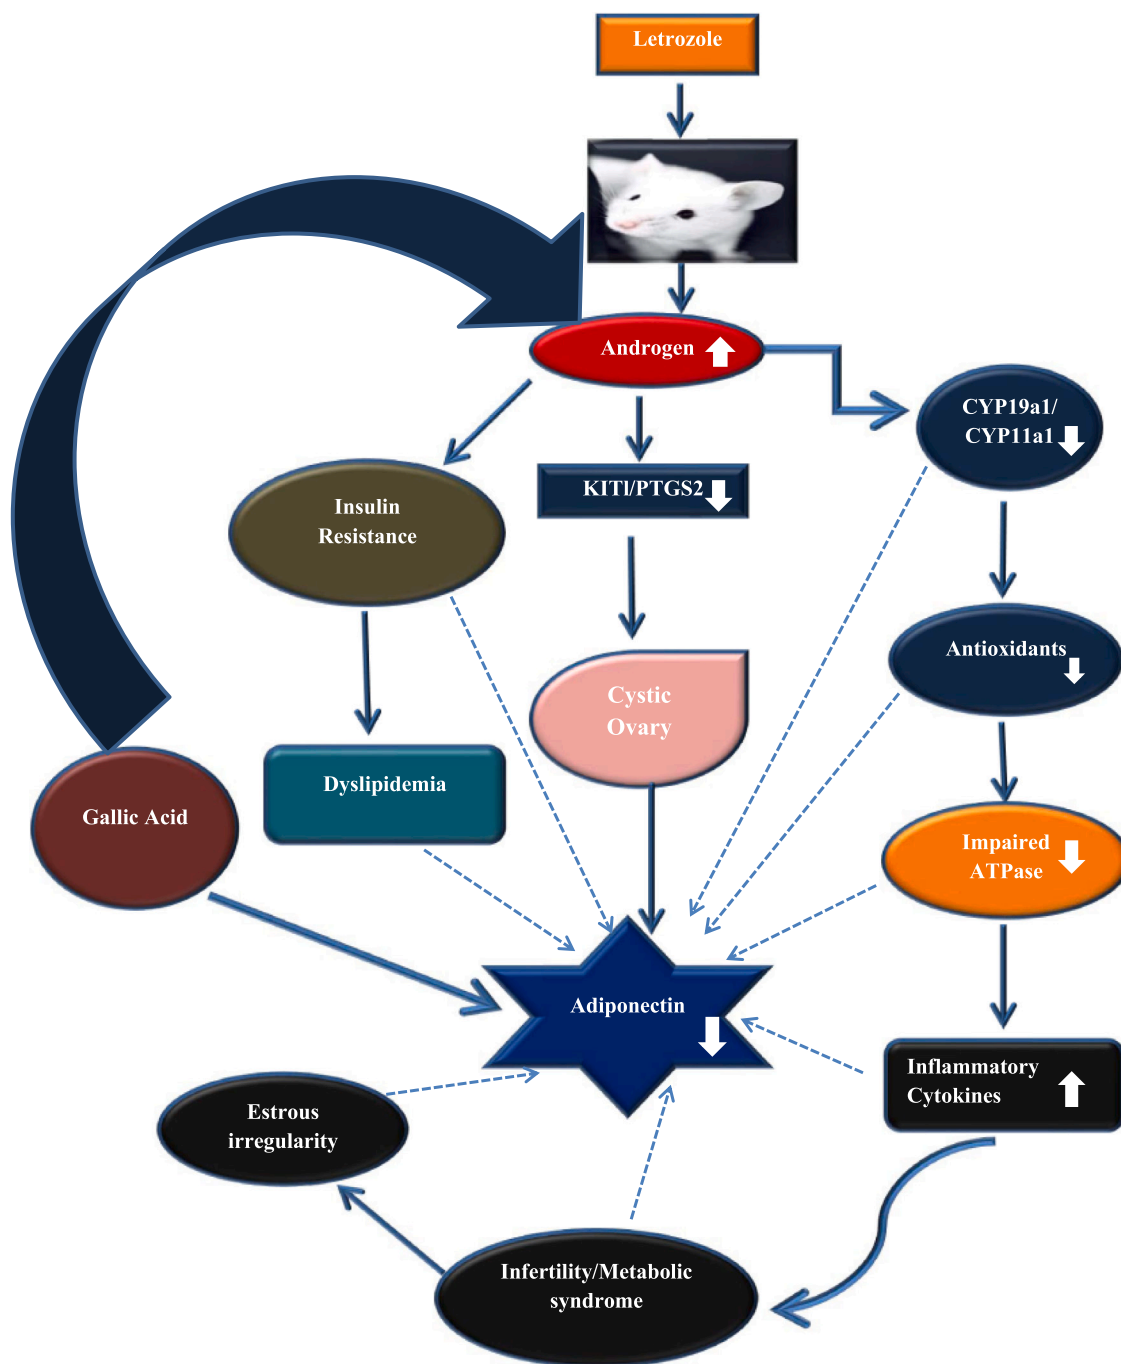 Letrozole
Androgen
CYP19a1/
CYP11a1
KITl/PTGS2
Insulin
Resistance
Antioxidants
Cystic
Ovary
Dyslipidemia
Gallic Acid
Impaired
ATPase
Adiponectin
Inflammatory
Cytokines
Estrous
irregularity
Infertility/Metabolic
syndrome